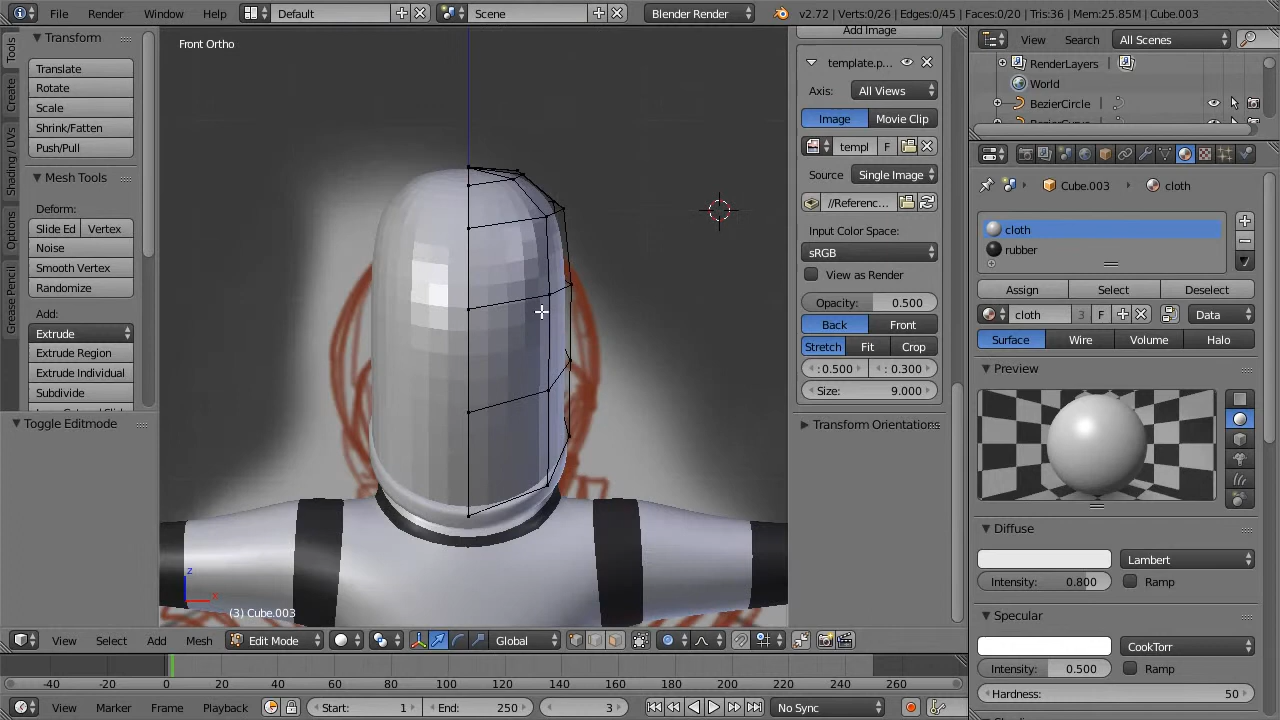 File Render Window Help Default Scene Blender Render v2.72 | Verts:0/26 | Edges:0/45 | Faces:0/20 | Tris:36 | Mem:25.85M | Cube.003
Tools
Create
Shading / UVs
Options
Grease Pencil
Transform
Translate
Rotate
Scale
Shrink/Fatten
Push/Pull
Mesh Tools
Deform:
Slide Ed Vertex
Noise
Smooth Vertex
Randomize
Add:
Extrude
Extrude Region
Extrude Individual
Subdivide
Toggle Editmode
Front Ortho
z
x
(3) Cube.003
Add Image
template.p...
Axis: All Views
Image Movie Clip
templ F
Source Single Image
//Referenc...
Input Color Space:
sRGB
View as Render
Opacity: 0.500
Back Front
Stretch Fit Crop
:0.500 : 0.300
Size: 9.000
Transform Orientations
View Search All Scenes
RenderLayers
World
BezierCircle
Cube.003 cloth
cloth
rubber
Assign Select Deselect
cloth 3 F Data
Surface Wire Volume Halo
Preview
Diffuse
Lambert
Intensity: 0.800 Ramp
Specular
CookTorr
Intensity: 0.500 Ramp
Hardness: 50
View Select Add Mesh Edit Mode Global
-40 -20 0 20 40 60 80 100 120 140 160 180 200 220 240 260
View Marker Frame Playback Start: 1 End: 250 3 No Sync